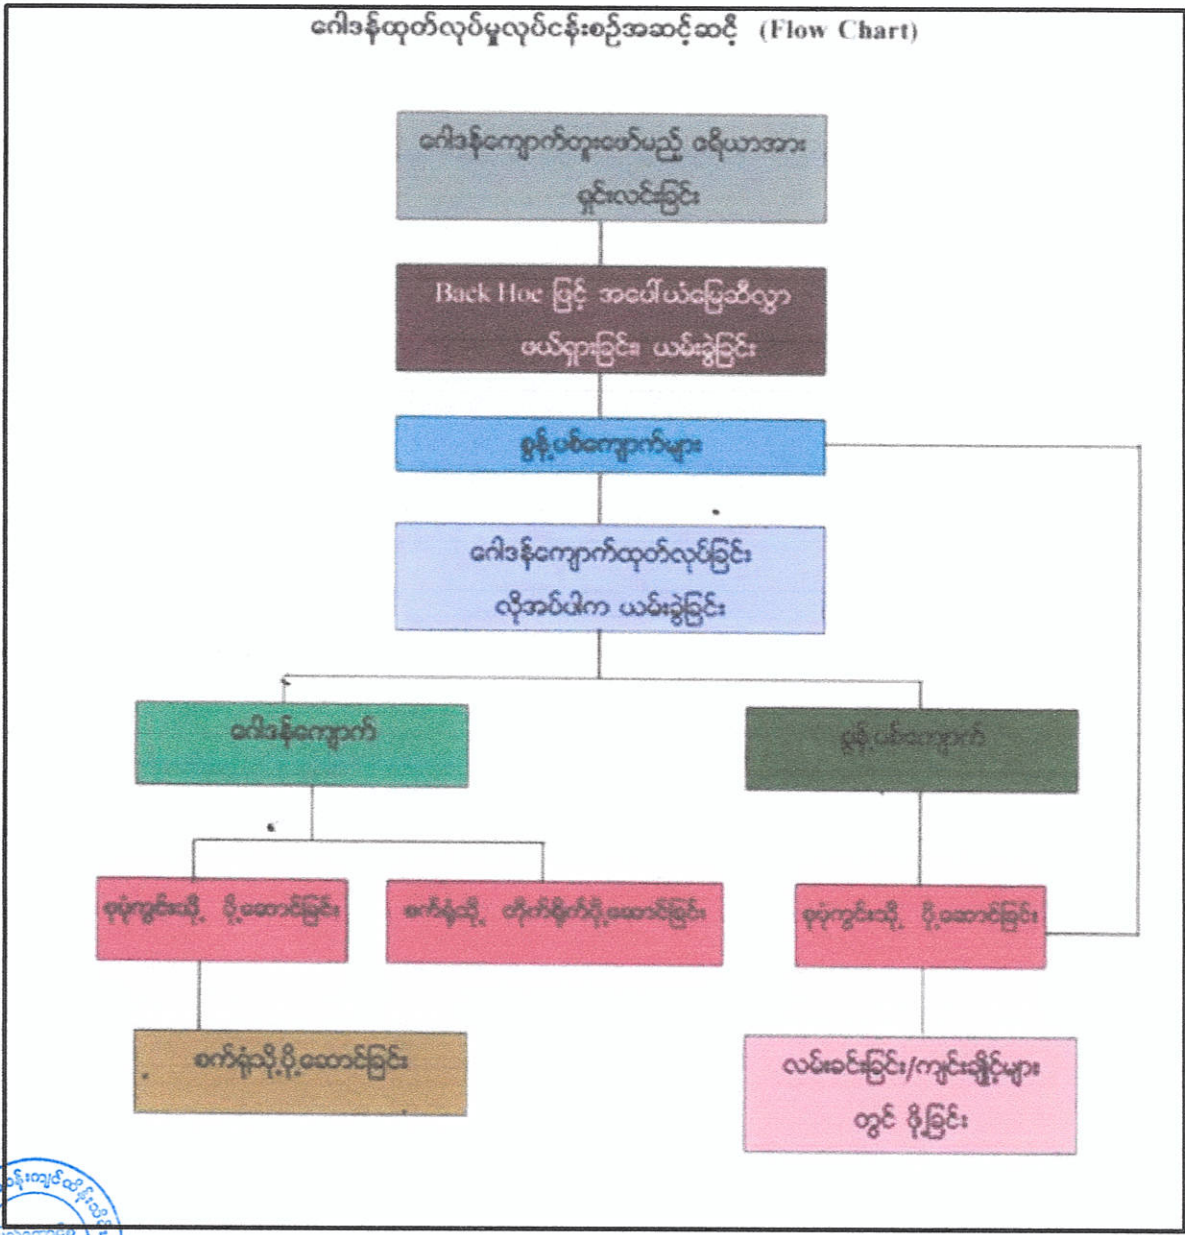 ဂေါဒန်ထုတ်လုပ်မှုလုပ်ငန်းစဉ်အဆင့်ဆင့် (Flow Chart)
ဂေါဒန်ကျောက်တူးဖော်မည့် ဧရိယာအား
ရှင်းလင်းခြင်း
Back Hoe ဖြင့် အပေါ်ယံမြေဆီလွှာ
ဖယ်ရှားခြင်း၊ ယမ်းခွဲခြင်း
စွန့်ပစ်ကျောက်များ
ဂေါဒန်ကျောက်ထုတ်လုပ်ခြင်း
လိုအပ်ပါက ယမ်းခွဲခြင်း
ဂေါဒန်ကျောက်
စွန့်ပစ်ကျောက်
စုပုံကွင်းသို့ ပို့ဆောင်ခြင်း
စက်ရုံသို့ တိုက်ရိုက်ပို့ဆောင်ခြင်း
စုပုံကွင်းသို့ ပို့ဆောင်ခြင်း
စက်ရုံသို့ပို့ဆောင်ခြင်း
လမ်းခင်းခြင်း/ကျင်းချိုင့်များ
တွင် ဖို့ခြင်း